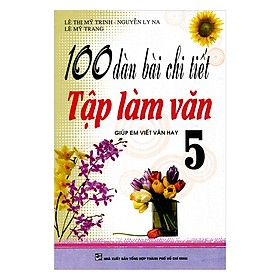 LÊ THỊ MỸ TRINH - NGUYỄN LY NA
LÊ MỸ TRANG
100 dàn bài chi tiết
Tập làm văn
GIÚP EM VIẾT VĂN HAY
5
NHÀ XUẤT BẢN TỔNG HỢP THÀNH PHỐ HỒ CHÍ MINH